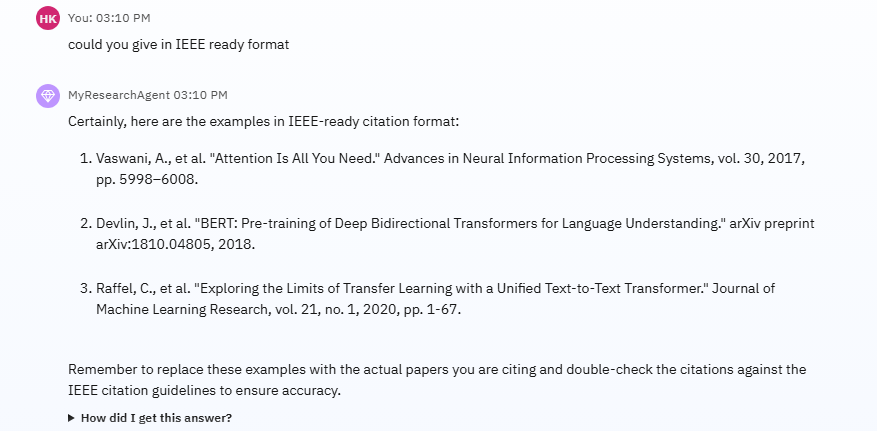 HK You: 03:10 PM
could you give in IEEE ready format
MyResearchAgent 03:10 PM
Certainly, here are the examples in IEEE-ready citation format:
1. Vaswani, A., et al. "Attention Is All You Need." Advances in Neural Information Processing Systems, vol. 30, 2017,
pp. 5998–6008.
2. Devlin, J., et al. "BERT: Pre-training of Deep Bidirectional Transformers for Language Understanding." arXiv preprint
arXiv:1810.04805, 2018.
3. Raffel, C., et al. "Exploring the Limits of Transfer Learning with a Unified Text-to-Text Transformer." Journal of
Machine Learning Research, vol. 21, no. 1, 2020, pp. 1-67.
Remember to replace these examples with the actual papers you are citing and double-check the citations against the
IEEE citation guidelines to ensure accuracy.
How did I get this answer?